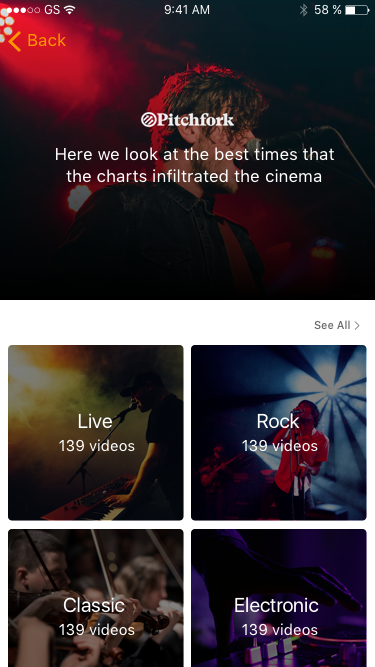 GS 9:41 AM 58 %
Back
Pitchfork
Here we look at the best times that
the charts infiltrated the cinema
See All
Live
139 videos
Rock
139 videos
Classic
139 videos
Electronic
139 videos